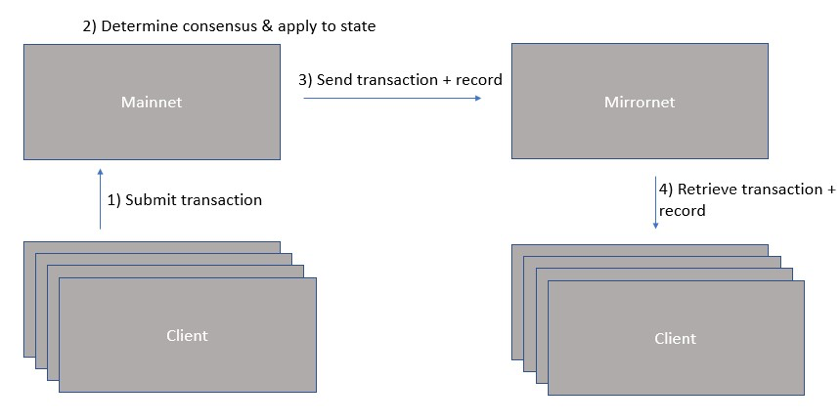 2) Determine consensus & apply to state
3) Send transaction + record
Mainnet
Mirrornet
1) Submit transaction
4) Retrieve transaction +
record
Client
Client